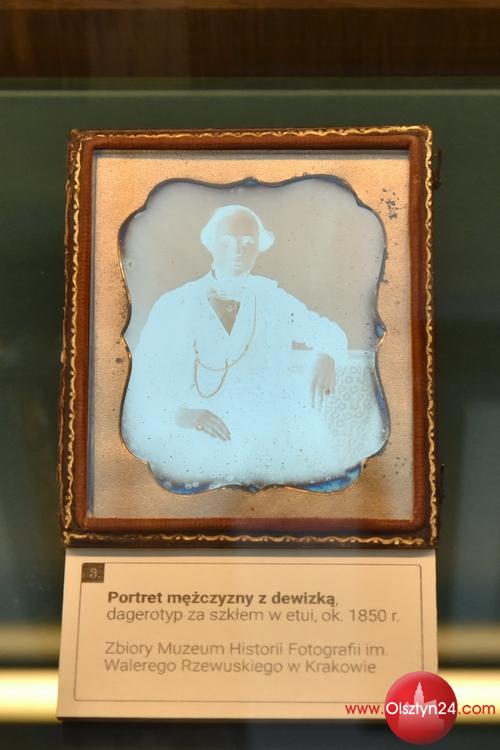 3.
Portret mężczyzny z dewizką,
dagerotyp za szkłem w etui, ok. 1850 r.
Zbiory Muzeum Historii Fotografii im.
Walerego Rzewuskiego w Krakowie
www.Olsztyn24.com